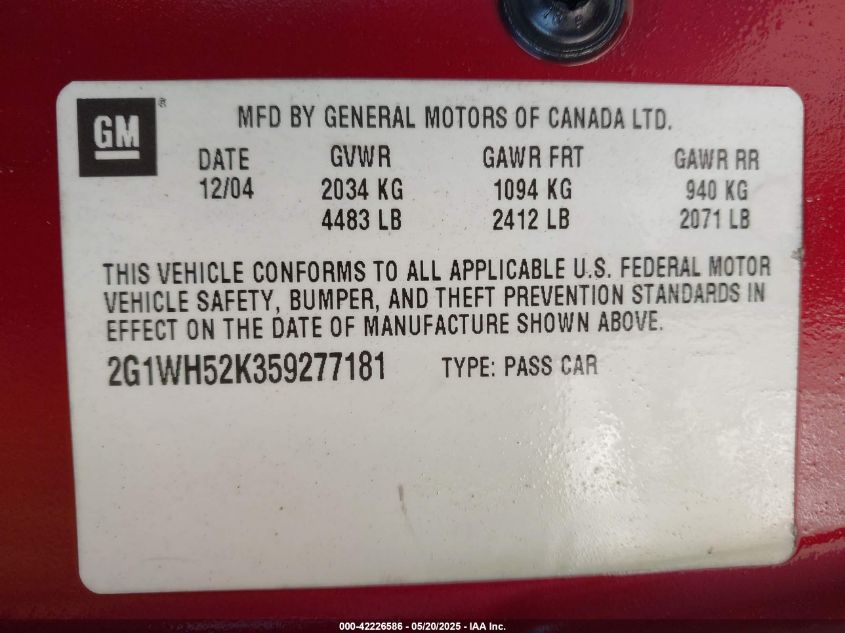 GM ®
MFD BY GENERAL MOTORS OF CANADA LTD.
DATE GVWR GAWR FRT GAWR RR
12/04 2034 KG 1094 KG 940 KG
4483 LB 2412 LB 2071 LB
THIS VEHICLE CONFORMS TO ALL APPLICABLE U.S. FEDERAL MOTOR
VEHICLE SAFETY, BUMPER, AND THEFT PREVENTION STANDARDS IN
EFFECT ON THE DATE OF MANUFACTURE SHOWN ABOVE.
2G1WH52K359277181 TYPE: PASS CAR
000-42226586 - 05/20/2025 - IAA Inc.